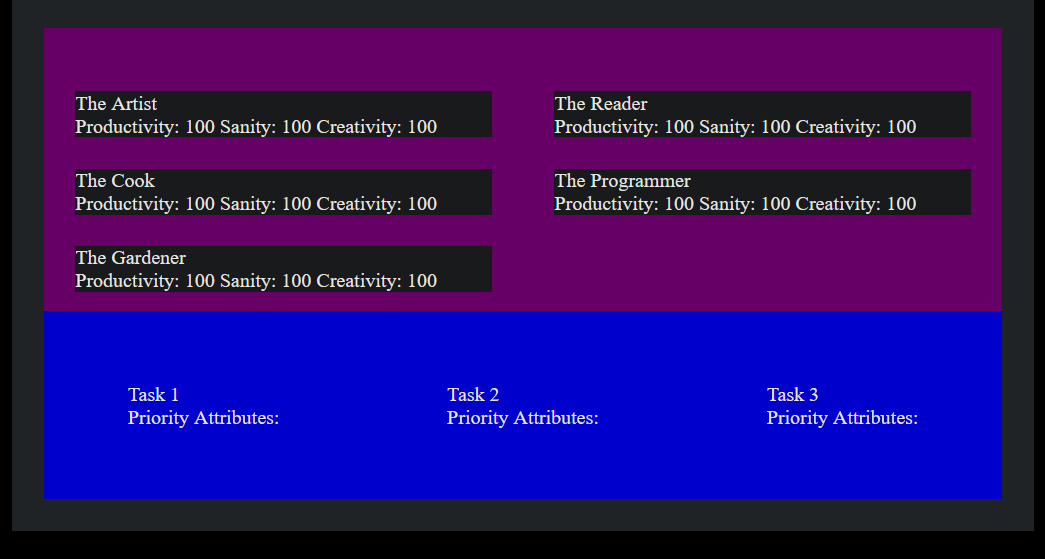 The Artist
Productivity: 100 Sanity: 100 Creativity: 100
The Reader
Productivity: 100 Sanity: 100 Creativity: 100
The Cook
Productivity: 100 Sanity: 100 Creativity: 100
The Programmer
Productivity: 100 Sanity: 100 Creativity: 100
The Gardener
Productivity: 100 Sanity: 100 Creativity: 100
Task 1
Priority Attributes:
Task 2
Priority Attributes:
Task 3
Priority Attributes: